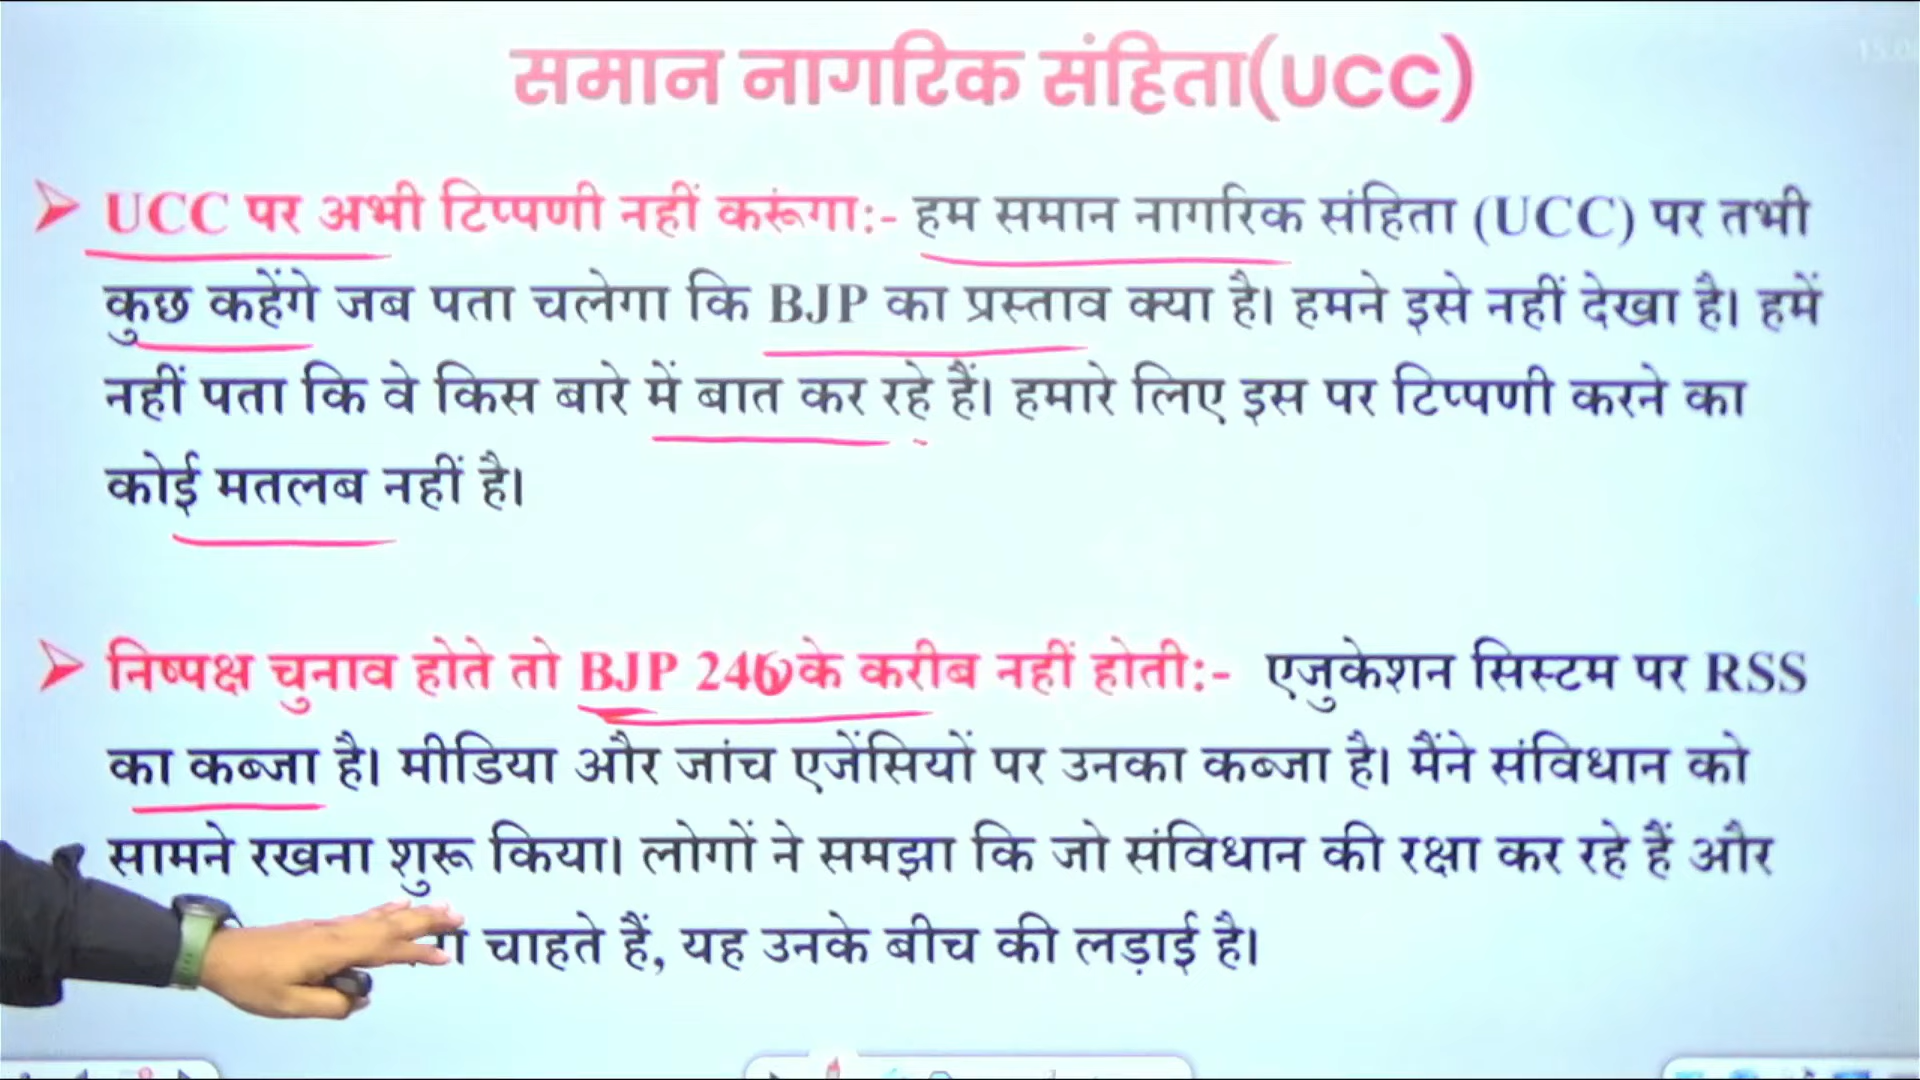 समान नागरिक संहिता(UCC)
UCC पर अभी टिप्पणी नहीं करूंगा:- हम समान नागरिक संहिता (UCC) पर तभी
कुछ कहेंगे जब पता चलेगा कि BJP का प्रस्ताव क्या है। हमने इसे नहीं देखा है। हमें
नहीं पता कि वे किस बारे में बात कर रहे हैं। हमारे लिए इस पर टिप्पणी करने का
कोई मतलब नहीं है।
निष्पक्ष चुनाव होते तो BJP 246 के करीब नहीं होती:- एजुकेशन सिस्टम पर RSS
का कब्जा है। मीडिया और जांच एजेंसियों पर उनका कब्जा है। मैंने संविधान को
सामने रखना शुरू किया। लोगों ने समझा कि जो संविधान की रक्षा कर रहे हैं और
चाहते हैं, यह उनके बीच की लड़ाई है।